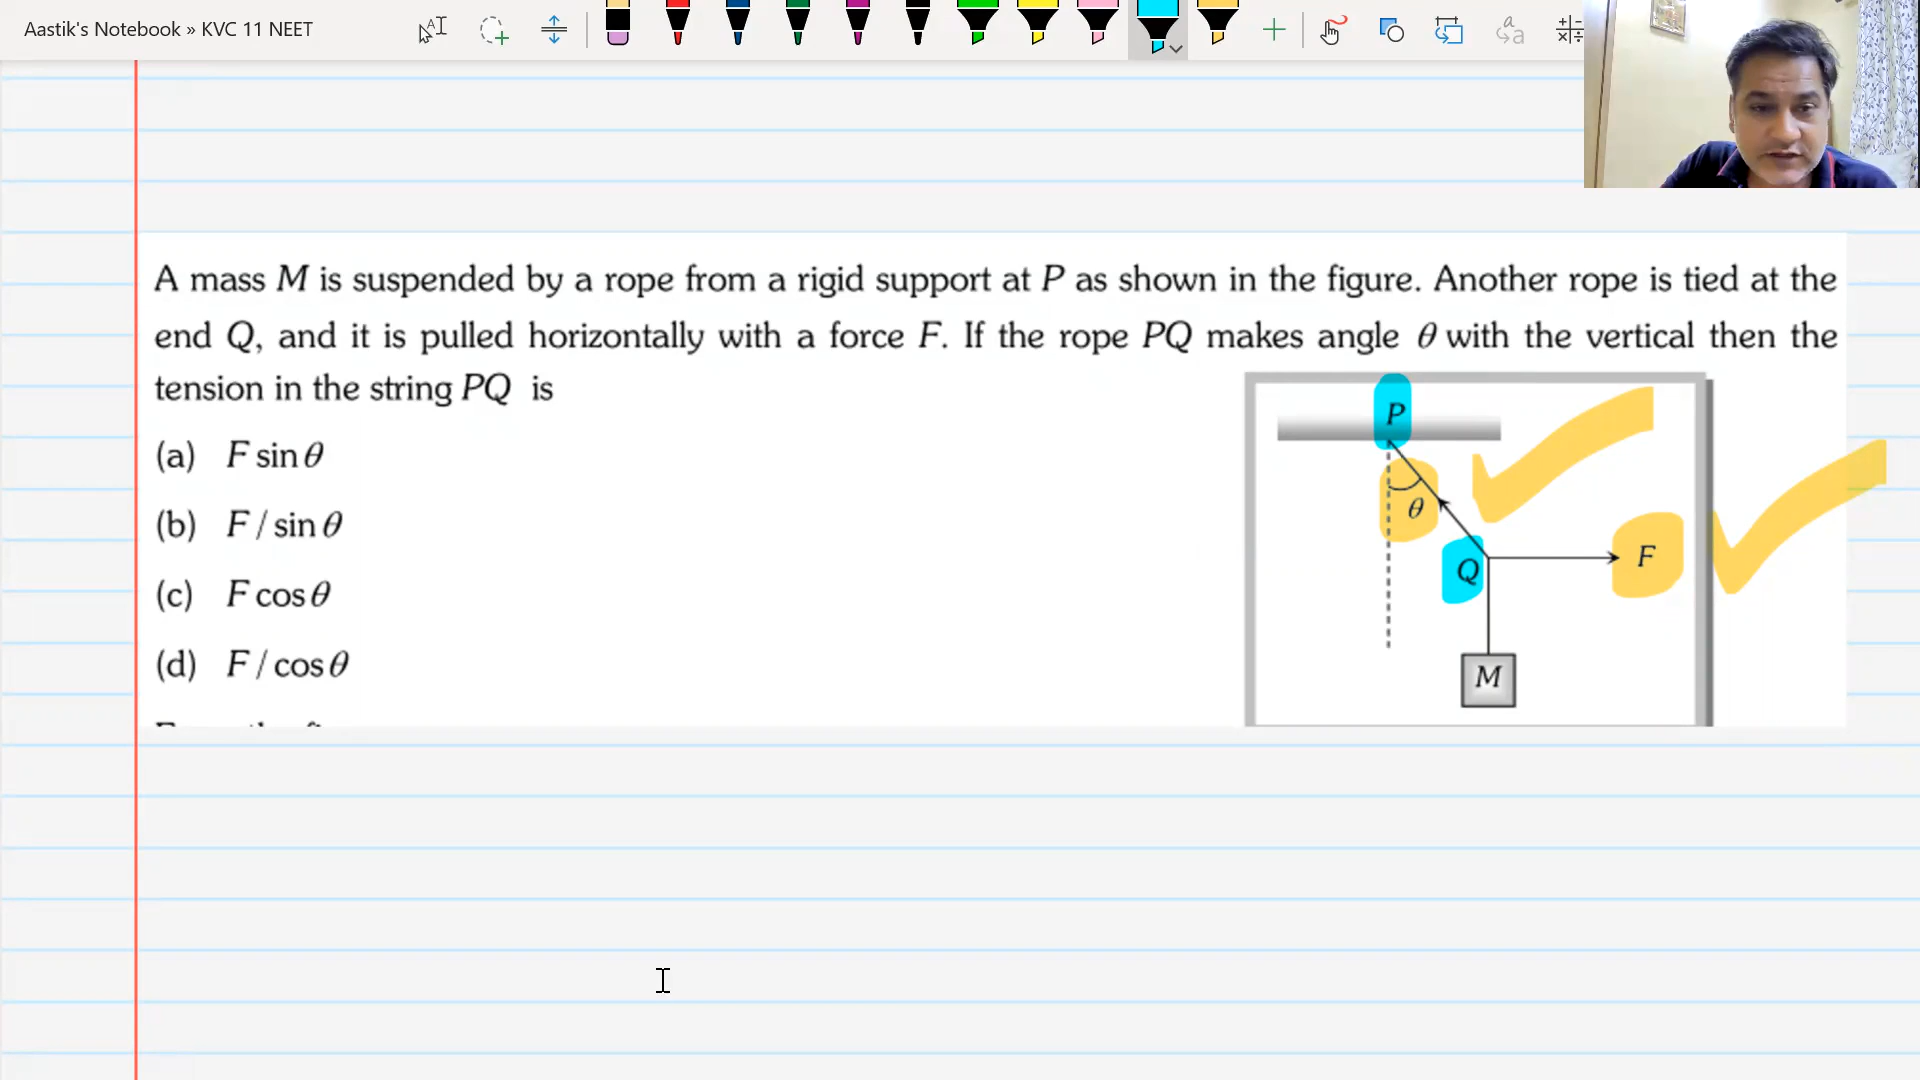 Aastik's Notebook » KVC 11 NEET
A mass M is suspended by a rope from a rigid support at P as shown in the figure. Another rope is tied at the
end Q, and it is pulled horizontally with a force F. If the rope PQ makes angle θ with the vertical then the
tension in the string PQ is
(a) F sin θ
(b) F / sin θ
(c) F cos θ
(d) F / cos θ
P
θ
Q
F
M